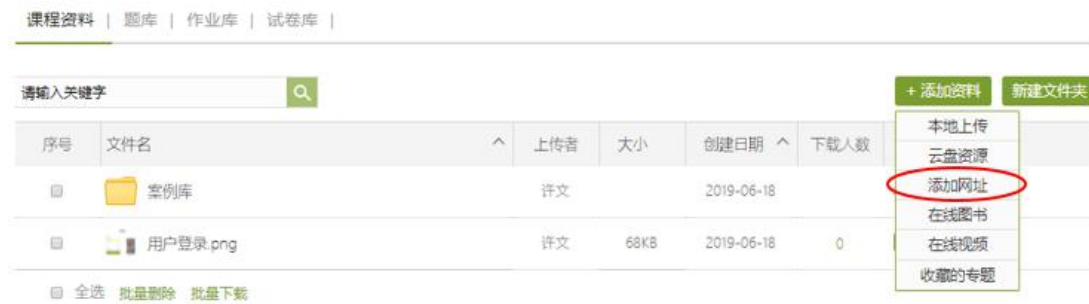 课程资料 | 题库 | 作业库 | 试卷库 |
请输入关键字 + 添加资料 新建文件夹
序号 文件名 上传者 大小 创建日期 下载人数
本地上传
云盘资源
添加网址
在线图书
在线视频
收藏的专题
案例库 许文 2019-06-18
用户登录.png 许文 68KB 2019-06-18 0
全选 批量删除 批量下载